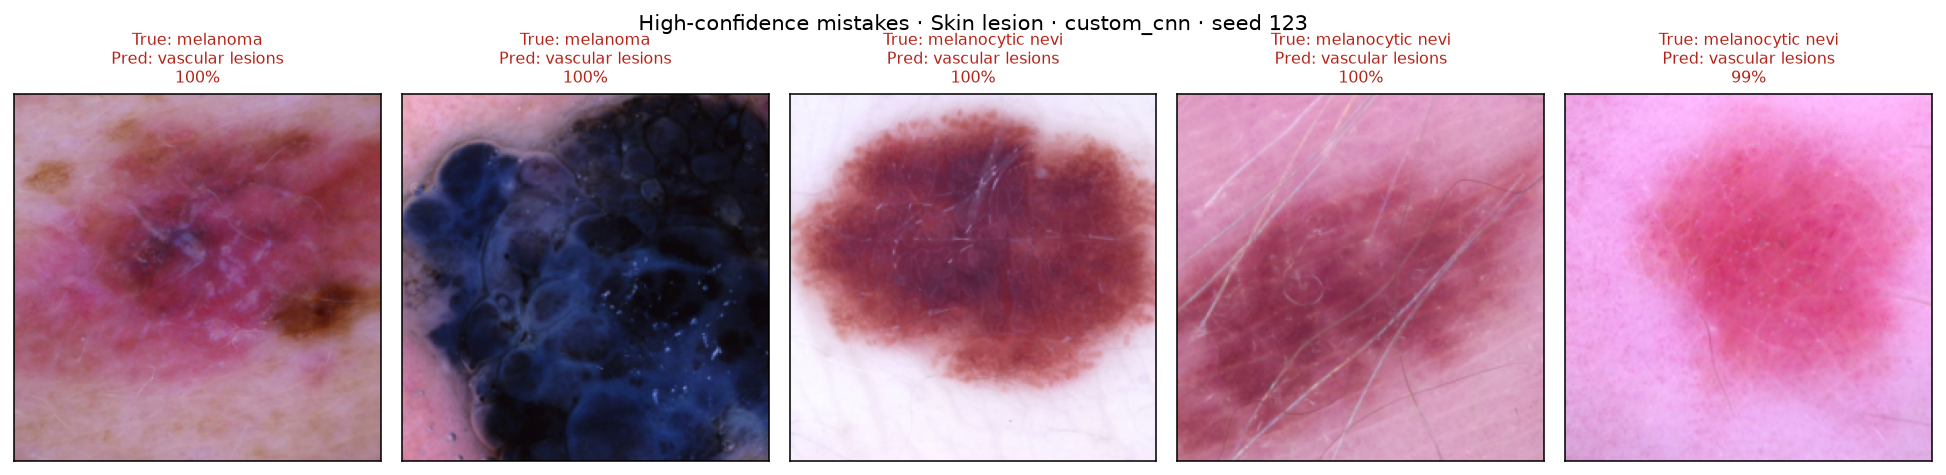 High-confidence mistakes · Skin lesion · custom_cnn · seed 123
True: melanoma
Pred: vascular lesions
100%
True: melanoma
Pred: vascular lesions
100%
True: melanocytic nevi
Pred: vascular lesions
100%
True: melanocytic nevi
Pred: vascular lesions
100%
True: melanocytic nevi
Pred: vascular lesions
99%